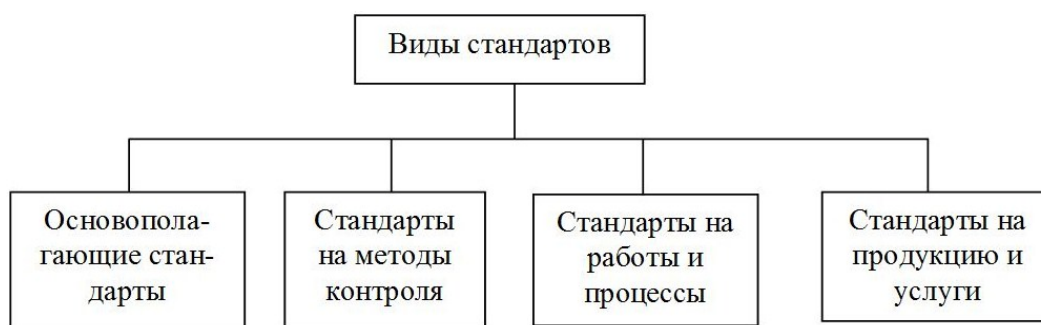 Виды стандартов
Основопола-
гающие стан-
дарты
Стандарты
на методы
контроля
Стандарты на
работы и
процессы
Стандарты на
продукцию и
услуги